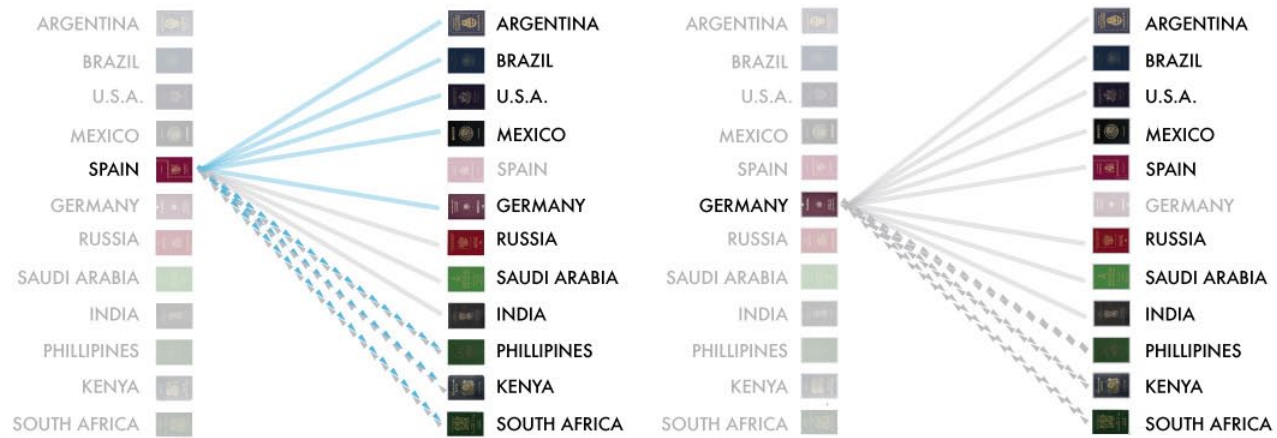 ARGENTINA ARGENTINA ARGENTINA ARGENTINA
BRAZIL BRAZIL BRAZIL BRAZIL
U.S.A. U.S.A. U.S.A. U.S.A.
MEXICO MEXICO MEXICO MEXICO
SPAIN SPAIN SPAIN SPAIN
GERMANY GERMANY GERMANY GERMANY
RUSSIA RUSSIA RUSSIA RUSSIA
SAUDI ARABIA SAUDI ARABIA SAUDI ARABIA SAUDI ARABIA
INDIA INDIA INDIA INDIA
PHILLIPINES PHILLIPINES PHILLIPINES PHILLIPINES
KENYA KENYA KENYA KENYA
SOUTH AFRICA SOUTH AFRICA SOUTH AFRICA SOUTH AFRICA